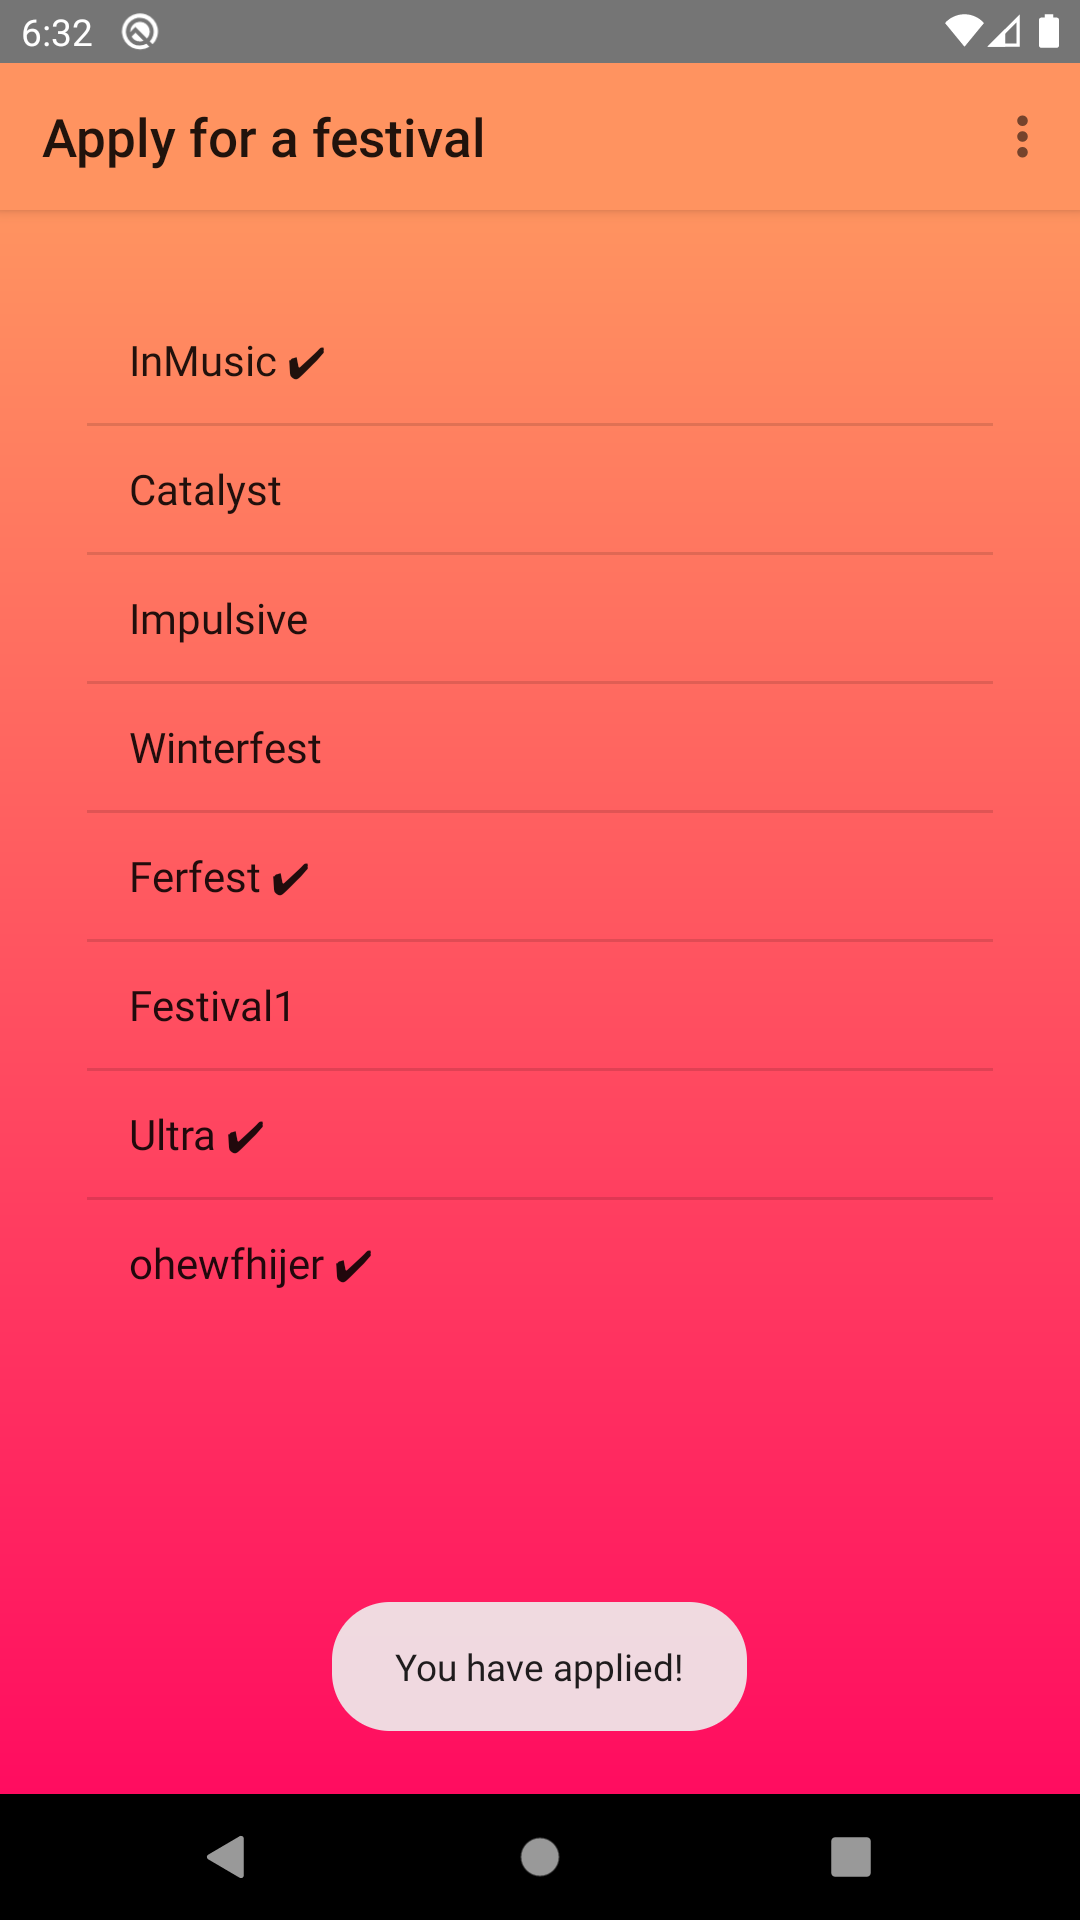 6:32
Apply for a festival
InMusic ✔
Catalyst
Impulsive
Winterfest
Ferfest ✔
Festival1
Ultra ✔
ohewfhijer ✔
You have applied!